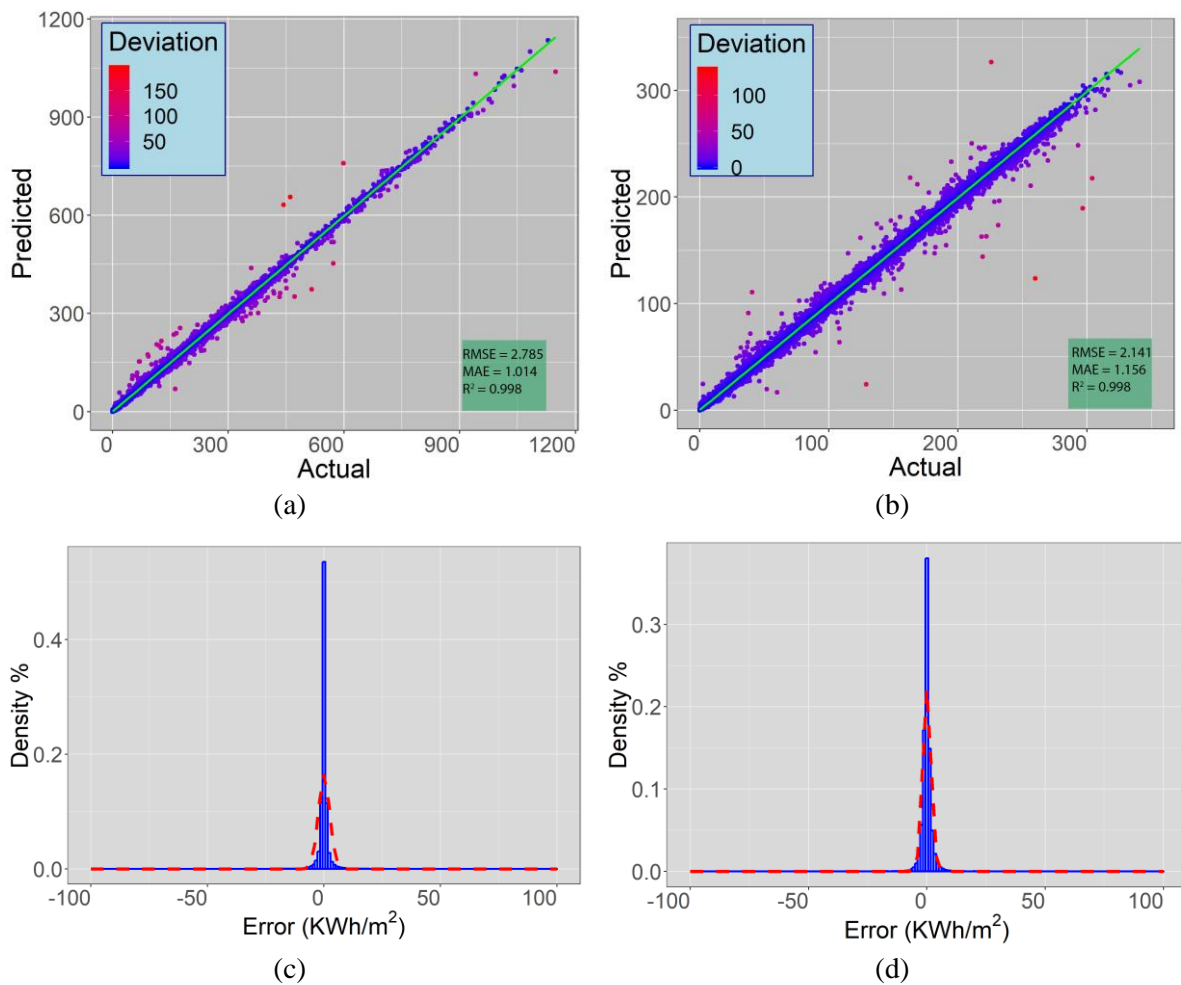 1200
900
600
300
0
Predicted
Deviation
150
100
50
RMSE = 2.785
MAE = 1.014
R² = 0.998
0
300
600
900
1200
Actual
(a)
300
200
100
0
Predicted
Deviation
100
50
0
RMSE = 2.141
MAE = 1.156
R² = 0.998
0
100
200
300
Actual
(b)
0.4
0.2
0.0
Density %
-100
-50
0
50
100
Error (KWh/m²)
(c)
0.3
0.2
0.1
0.0
Density %
-100
-50
0
50
100
Error (KWh/m²)
(d)